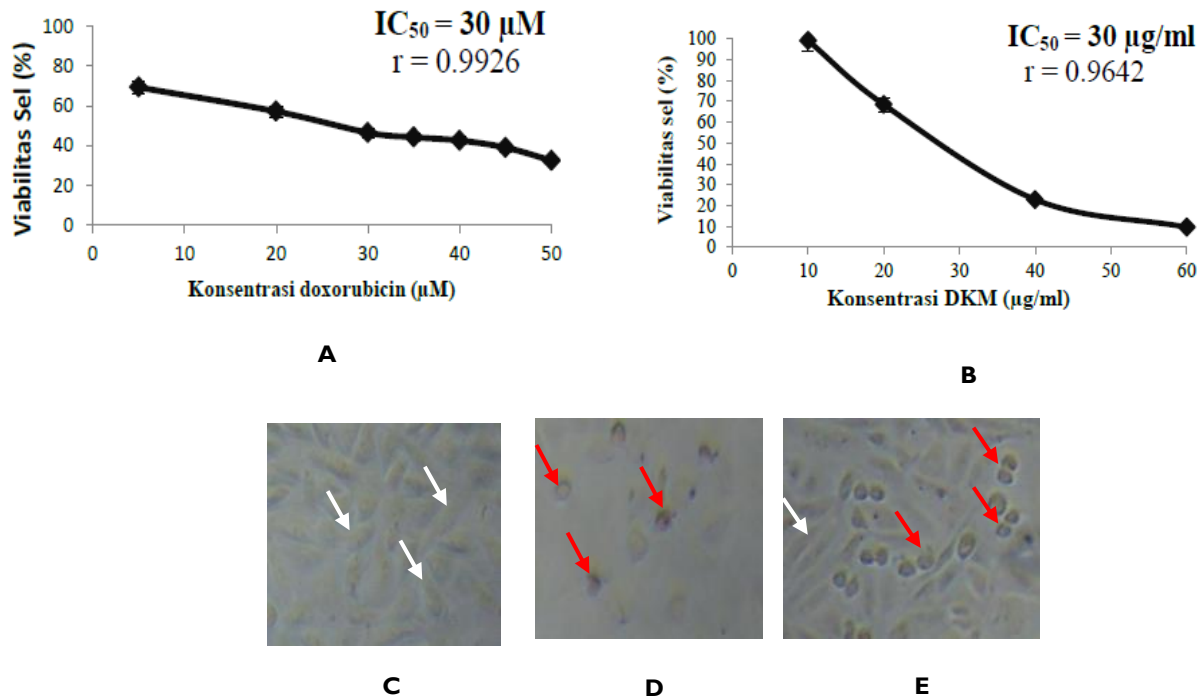 IC₅₀ = 30 µM
r = 0.9926
100
80
60
40
20
0
Viabilitas Sel (%)
0 10 20 30 40 50
Konsentrasi doxorubicin (µM)
A
IC₅₀ = 30 µg/ml
r = 0.9642
100
90
80
70
60
50
40
30
20
10
0
Viabilitas sel (%)
0 10 20 30 40 50 60
Konsentrasi DKM (µg/ml)
B
C D E